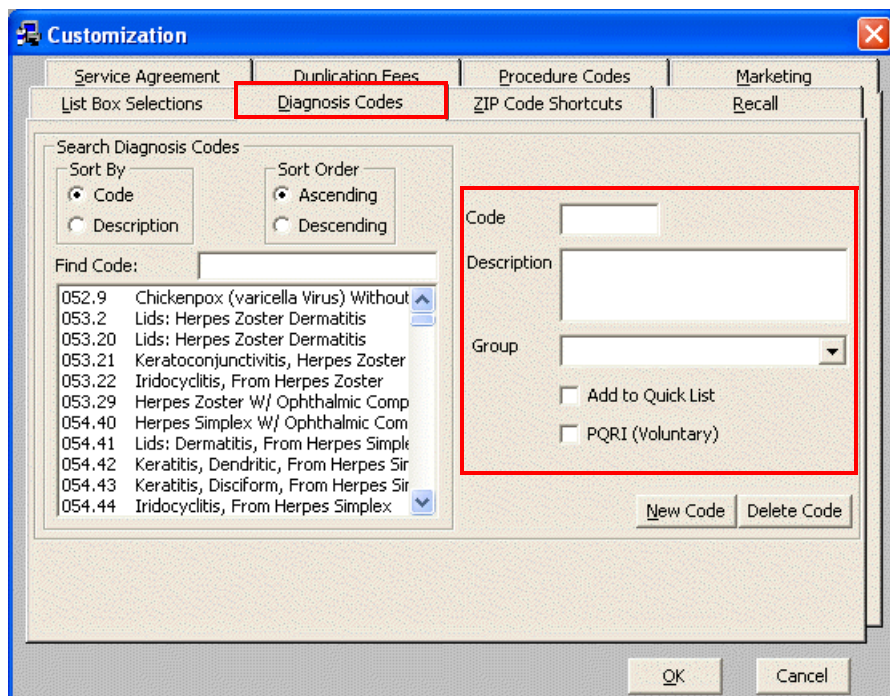 Customization
Service Agreement Duplication Fees Procedure Codes Marketing
List Box Selections Diagnosis Codes ZIP Code Shortcuts Recall
Search Diagnosis Codes
Sort By Sort Order
Code Ascending
Description Descending
Find Code:
052.9 Chickenpox (varicella Virus) Without
053.2 Lids: Herpes Zoster Dermatitis
053.20 Lids: Herpes Zoster Dermatitis
053.21 Keratoconjunctivitis, Herpes Zoster
053.22 Iridocyclitis, From Herpes Zoster
053.29 Herpes Zoster W/ Ophthalmic Comp
054.40 Herpes Simplex W/ Ophthalmic Com
054.41 Lids: Dermatitis, From Herpes Simple
054.42 Keratitis, Dendritic, From Herpes Sir
054.43 Keratitis, Disciform, From Herpes Sir
054.44 Iridocyclitis, From Herpes Simplex
Code
Description
Group
Add to Quick List
PQRI (Voluntary)
New Code Delete Code
OK Cancel